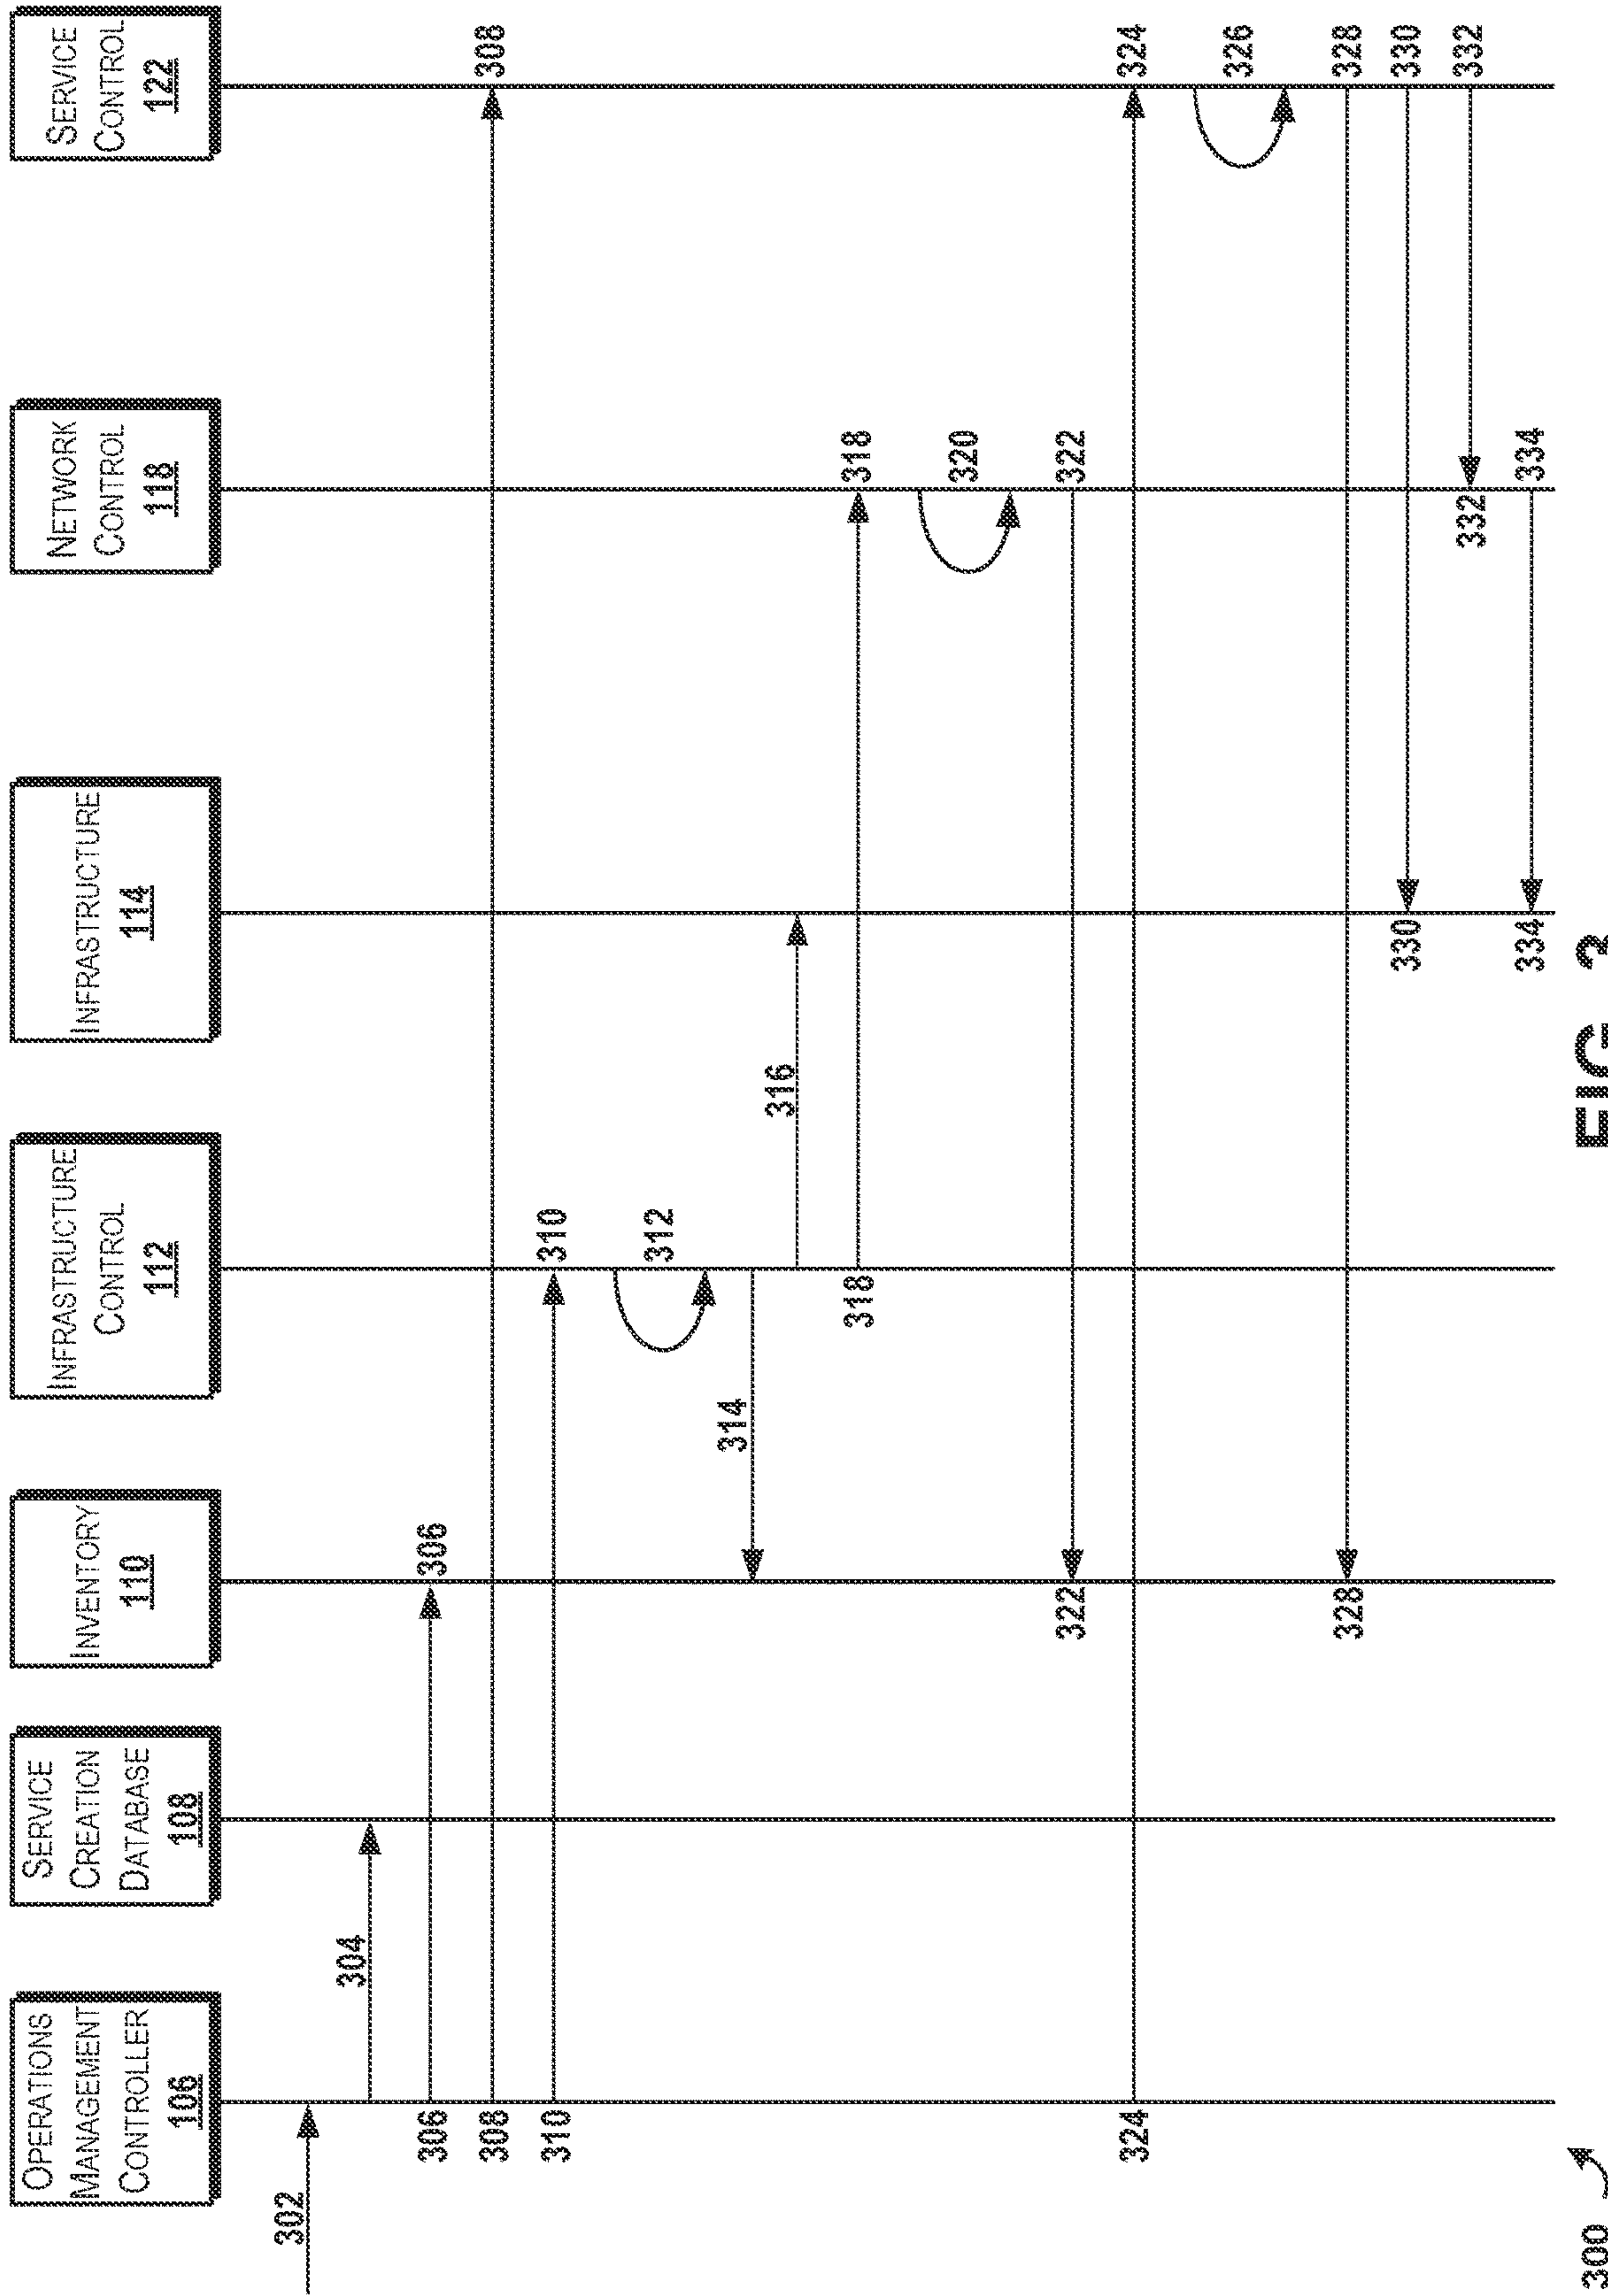 OPERATIONS
MANAGEMENT
CONTROLLER
106
SERVICE
CREATION
DATABASE
108
INVENTORY
110
INFRASTRUCTURE
CONTROL
112
INFRASTRUCTURE
114
NETWORK
CONTROL
118
SERVICE
CONTROL
122
302
304
306
306
308
308
310
310
312
314
316
318
318
320
322
322
324
324
326
328
328
330
330
332
332
334
334
300
FIG. 3